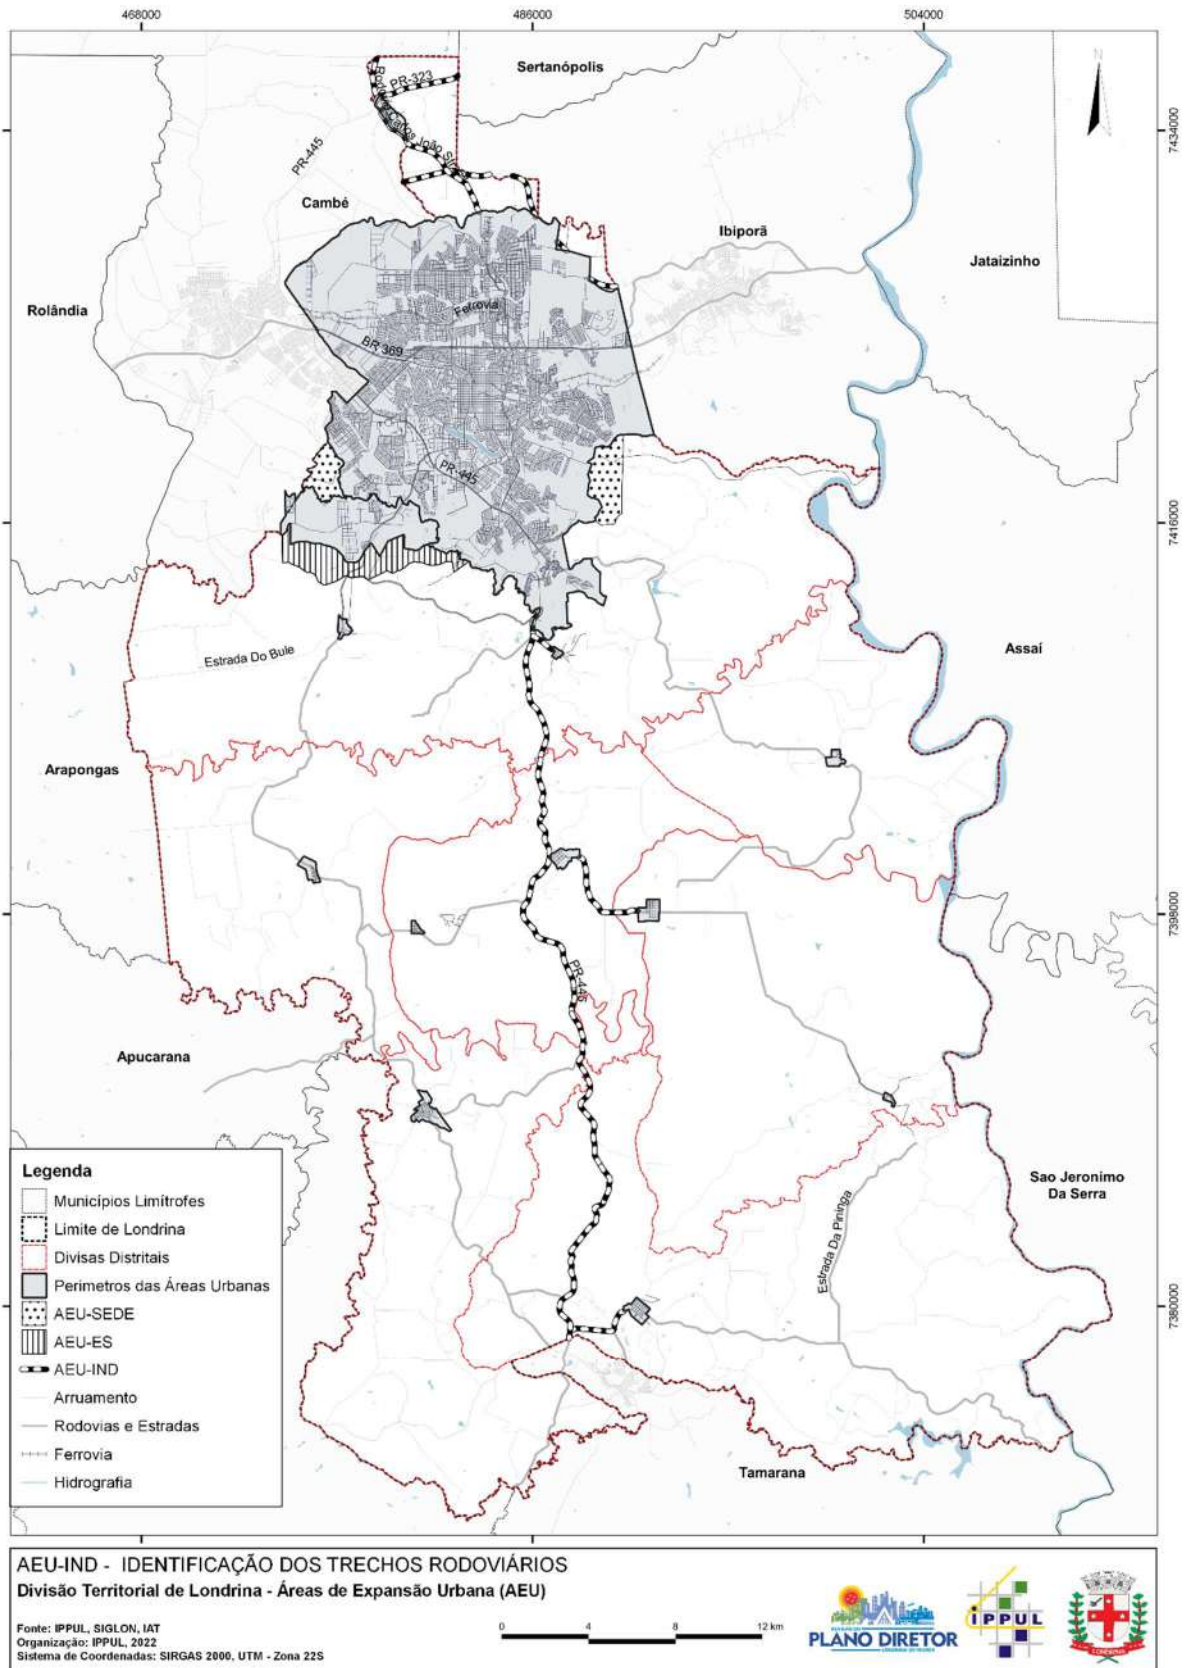 468000
486000
504000
Sertanópolis
PR-323
7434000
PR-445
Cambé
Ibiporã
Jataizinho
Rolândia
Ferrovia
BR 369
PR-445
7416000
Estrada Do Bule
Assaí
Arapongas
7398000
PR-445
Apucarana
Sao Jeronimo
Da Serra
Estrada Da Pininga
7380000
Tamarana
Legenda
Municípios Limítrofes
Limite de Londrina
Divisas Distritais
Perimetros das Áreas Urbanas
AEU-SEDE
AEU-ES
AEU-IND
Arruamento
Rodovias e Estradas
Ferrovia
Hidrografia
AEU-IND - IDENTIFICAÇÃO DOS TRECHOS RODOVIÁRIOS
Divisão Territorial de Londrina - Áreas de Expansão Urbana (AEU)
Fonte: IPPUL, SIGLON, IAT
Organização: IPPUL, 2022
Sistema de Coordenadas: SIRGAS 2000, UTM - Zona 22S
0 4 8 12 km
PLANO DIRETOR
IPPUL
LONDRINA